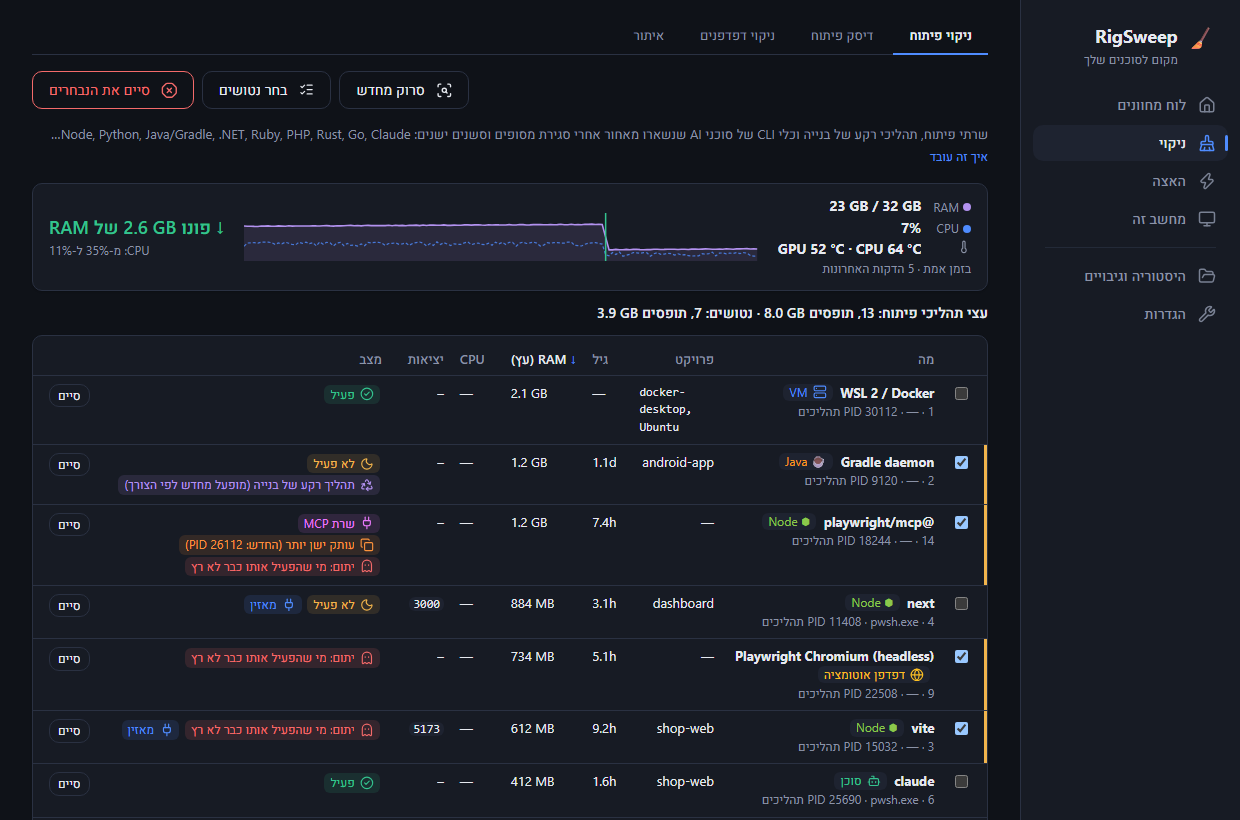 RigSweep
מקום לסוכנים שלך
לוח מחוונים
ניקוי
האצה
מחשב זה
היסטוריה וגיבויים
הגדרות
ניקוי פיתוח
דיסק פיתוח
ניקוי דפדפנים
איתור
סרוק מחדש
בחר נטושים
סיים את הנבחרים
שרתי פיתוח, תהליכי רקע של בנייה וכלי CLI של סוכני AI שנשארו מאחור אחרי סגירת מסופים וסשנים ישנים: Node, Python, Java/Gradle, .NET, Ruby, PHP, Rust, Go, Claude...
איך זה עובד
RAM 23 GB / 32 GB
CPU 7%
GPU 52 °C · CPU 64 °C
בזמן אמת · 5 הדקות האחרונות
↓ פונו 2.6 GB של RAM
CPU: מ-35% ל-11%
עצי תהליכי פיתוח: 13, תופסים 8.0 GB · נטושים: 7, תופסים 3.9 GB
מה פרויקט גיל ↓ RAM (עץ) CPU יציאות מצב
WSL 2 / Docker VM docker-desktop, Ubuntu — 2.1 GB — – פעיל סיים
1 · — · PID 30112 תהליכים
Gradle daemon Java android-app 1.1d 1.2 GB — – לא פעיל סיים
2 · — · PID 9120 תהליכים
תהליך רקע של בנייה (מופעל מחדש לפי הצורך)
playwright/mcp@ Node — 7.4h 1.2 GB — – שרת MCP סיים
14 · — · PID 18244 תהליכים
עותק ישן יותר (החדש: PID 26112)
יתום: מי שהפעיל אותו כבר לא רץ
next Node dashboard 3.1h 884 MB — 3000 לא פעיל מאזין סיים
4 · pwsh.exe · PID 11408 תהליכים
Playwright Chromium (headless) — 5.1h 734 MB — – יתום: מי שהפעיל אותו כבר לא רץ סיים
דפדפן אוטומציה
9 · — · PID 22508 תהליכים
vite Node shop-web 9.2h 612 MB — 5173 יתום: מי שהפעיל אותו כבר לא רץ מאזין סיים
3 · — · PID 15032 תהליכים
claude סוכן shop-web 1.6h 412 MB — – פעיל סיים
6 · pwsh.exe · PID 25690 תהליכים